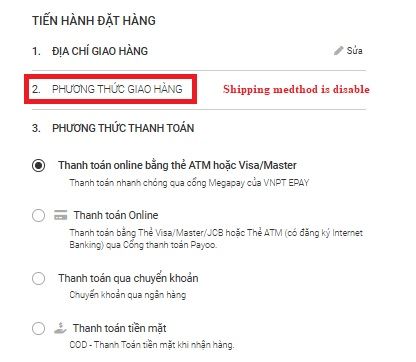 TIẾN HÀNH ĐẶT HÀNG
1. ĐỊA CHỈ GIAO HÀNG Sửa
2. PHƯƠNG THỨC GIAO HÀNG Shipping medthod is disable
3. PHƯƠNG THỨC THANH TOÁN
Thanh toán online bằng thẻ ATM hoặc Visa/Master
Thanh toán nhanh chóng qua cổng Megapay của VNPT EPAY
Thanh toán Online
Thanh toán bằng Thẻ Visa/Master/JCB hoặc Thẻ ATM (có đăng ký Internet
Banking) qua Cổng thanh toán Payoo.
Thanh toán qua chuyển khoản
Chuyển khoản qua ngân hàng
Thanh toán tiền mặt
COD - Thanh Toán tiền mặt khi nhận hàng.